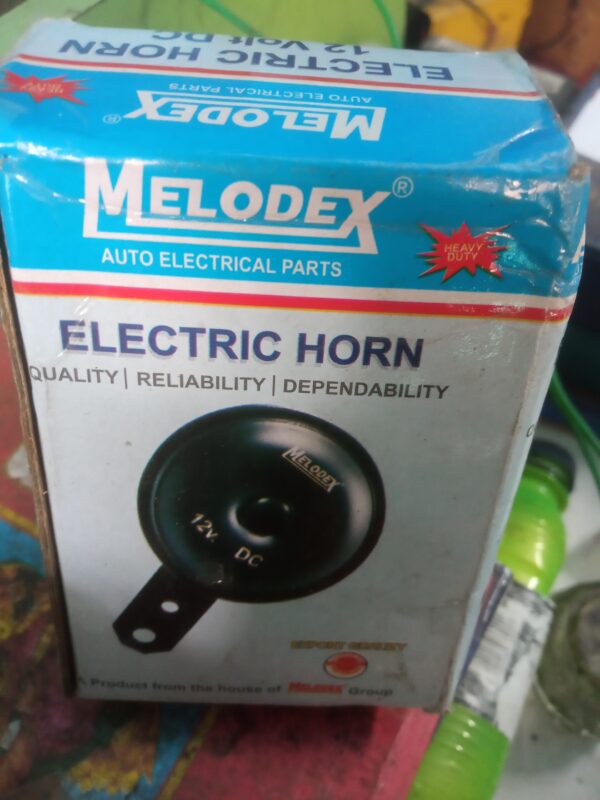 ELECTRIC HORN
12 Volt DC
MELODEX®
AUTO ELECTRICAL PARTS
MELODEX®
AUTO ELECTRICAL PARTS
HEAVY
DUTY
ELECTRIC HORN
QUALITY | RELIABILITY | DEPENDABILITY
MELODEX
12v. DC
EXPORT QUALITY
A Product from the house of MELODEX Group